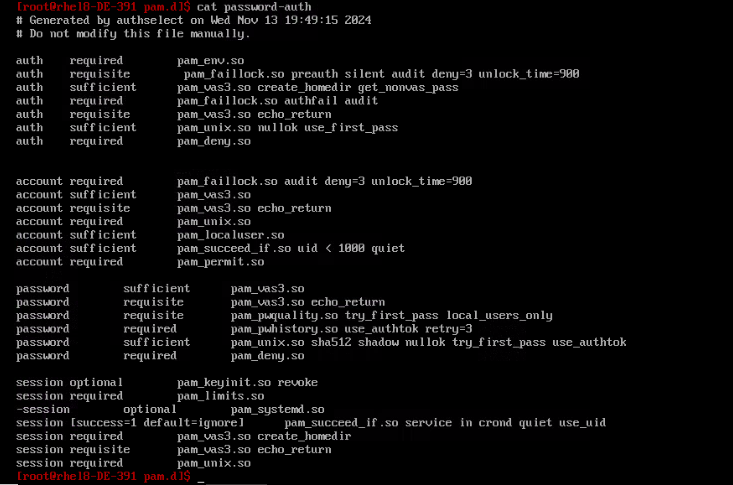 [root@rhel8-DE-391 pam.d]$ cat password-auth
# Generated by authselect on Wed Nov 13 19:49:15 2024
# Do not modify this file manually.
auth required pam_env.so
auth requisite pam_faillock.so preauth silent audit deny=3 unlock_time=900
auth sufficient pam_vas3.so create_homedir get_nonvas_pass
auth required pam_faillock.so authfail audit
auth requisite pam_vas3.so echo_return
auth sufficient pam_unix.so nullok use_first_pass
auth required pam_deny.so
account required pam_faillock.so audit deny=3 unlock_time=900
account sufficient pam_vas3.so
account requisite pam_vas3.so echo_return
account required pam_unix.so
account sufficient pam_localuser.so
account sufficient pam_succeed_if.so uid < 1000 quiet
account required pam_permit.so
password sufficient pam_vas3.so
password requisite pam_vas3.so echo_return
password requisite pam_pwquality.so try_first_pass local_users_only
password required pam_pwhistory.so use_authtok retry=3
password sufficient pam_unix.so sha512 shadow nullok try_first_pass use_authtok
password required pam_deny.so
session optional pam_keyinit.so revoke
session required pam_limits.so
-session optional pam_systemd.so
session [success=1 default=ignore] pam_succeed_if.so service in crond quiet use_uid
session required pam_vas3.so create_homedir
session requisite pam_vas3.so echo_return
session required pam_unix.so
[root@rhel8-DE-391 pam.d]$ _